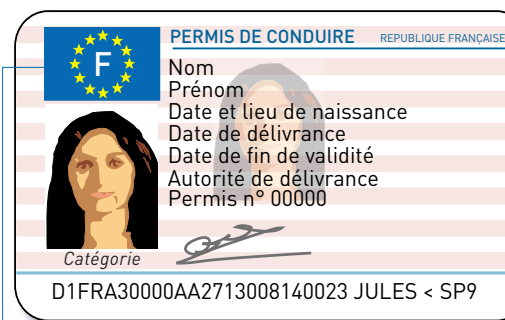 PERMIS DE CONDUIRE REPUBLIQUE FRANÇAISE
F
Nom
Prénom
Date et lieu de naissance
Date de délivrance
Date de fin de validité
Autorité de délivrance
Permis n° 00000
Catégorie
D1FRA30000AA2713008140023 JULES < SP9